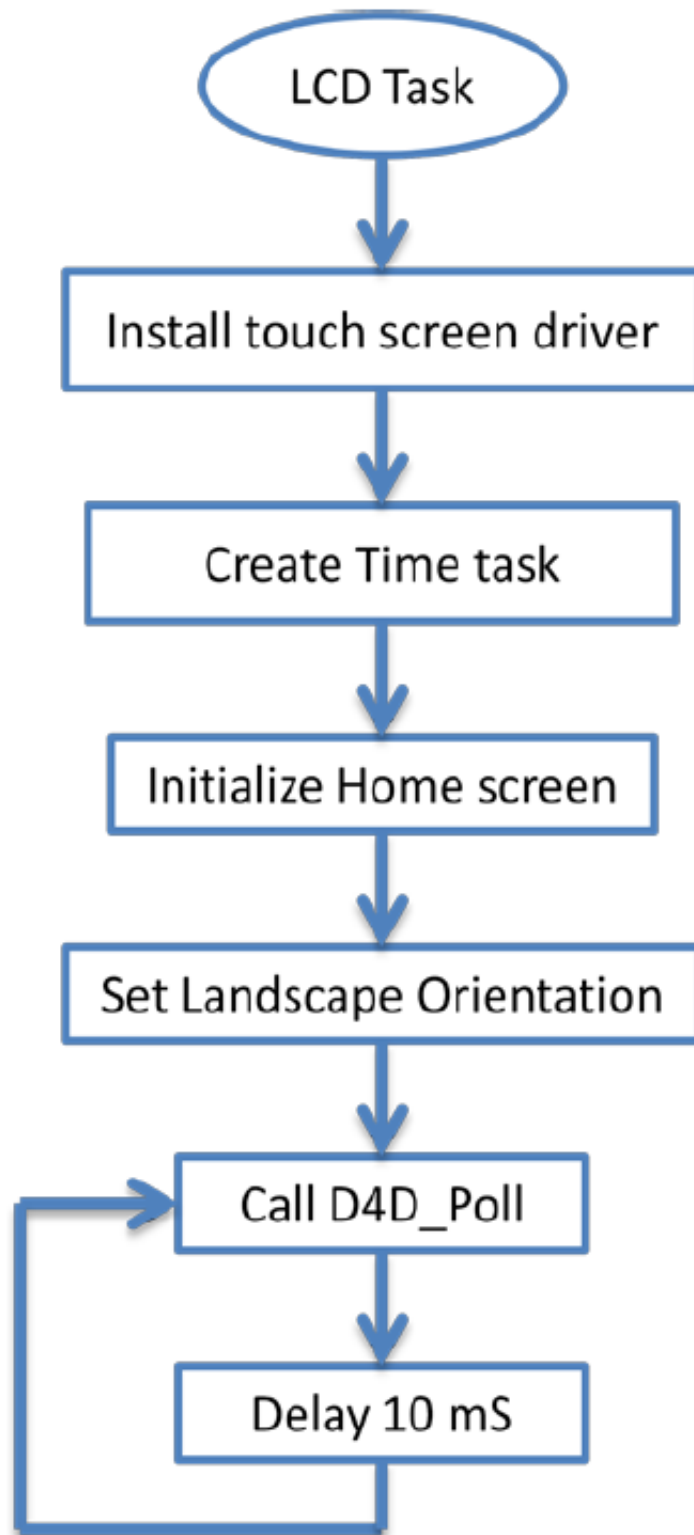 LCD Task
Install touch screen driver
Create Time task
Initialize Home screen
Set Landscape Orientation
Call D4D_Poll
Delay 10 mS